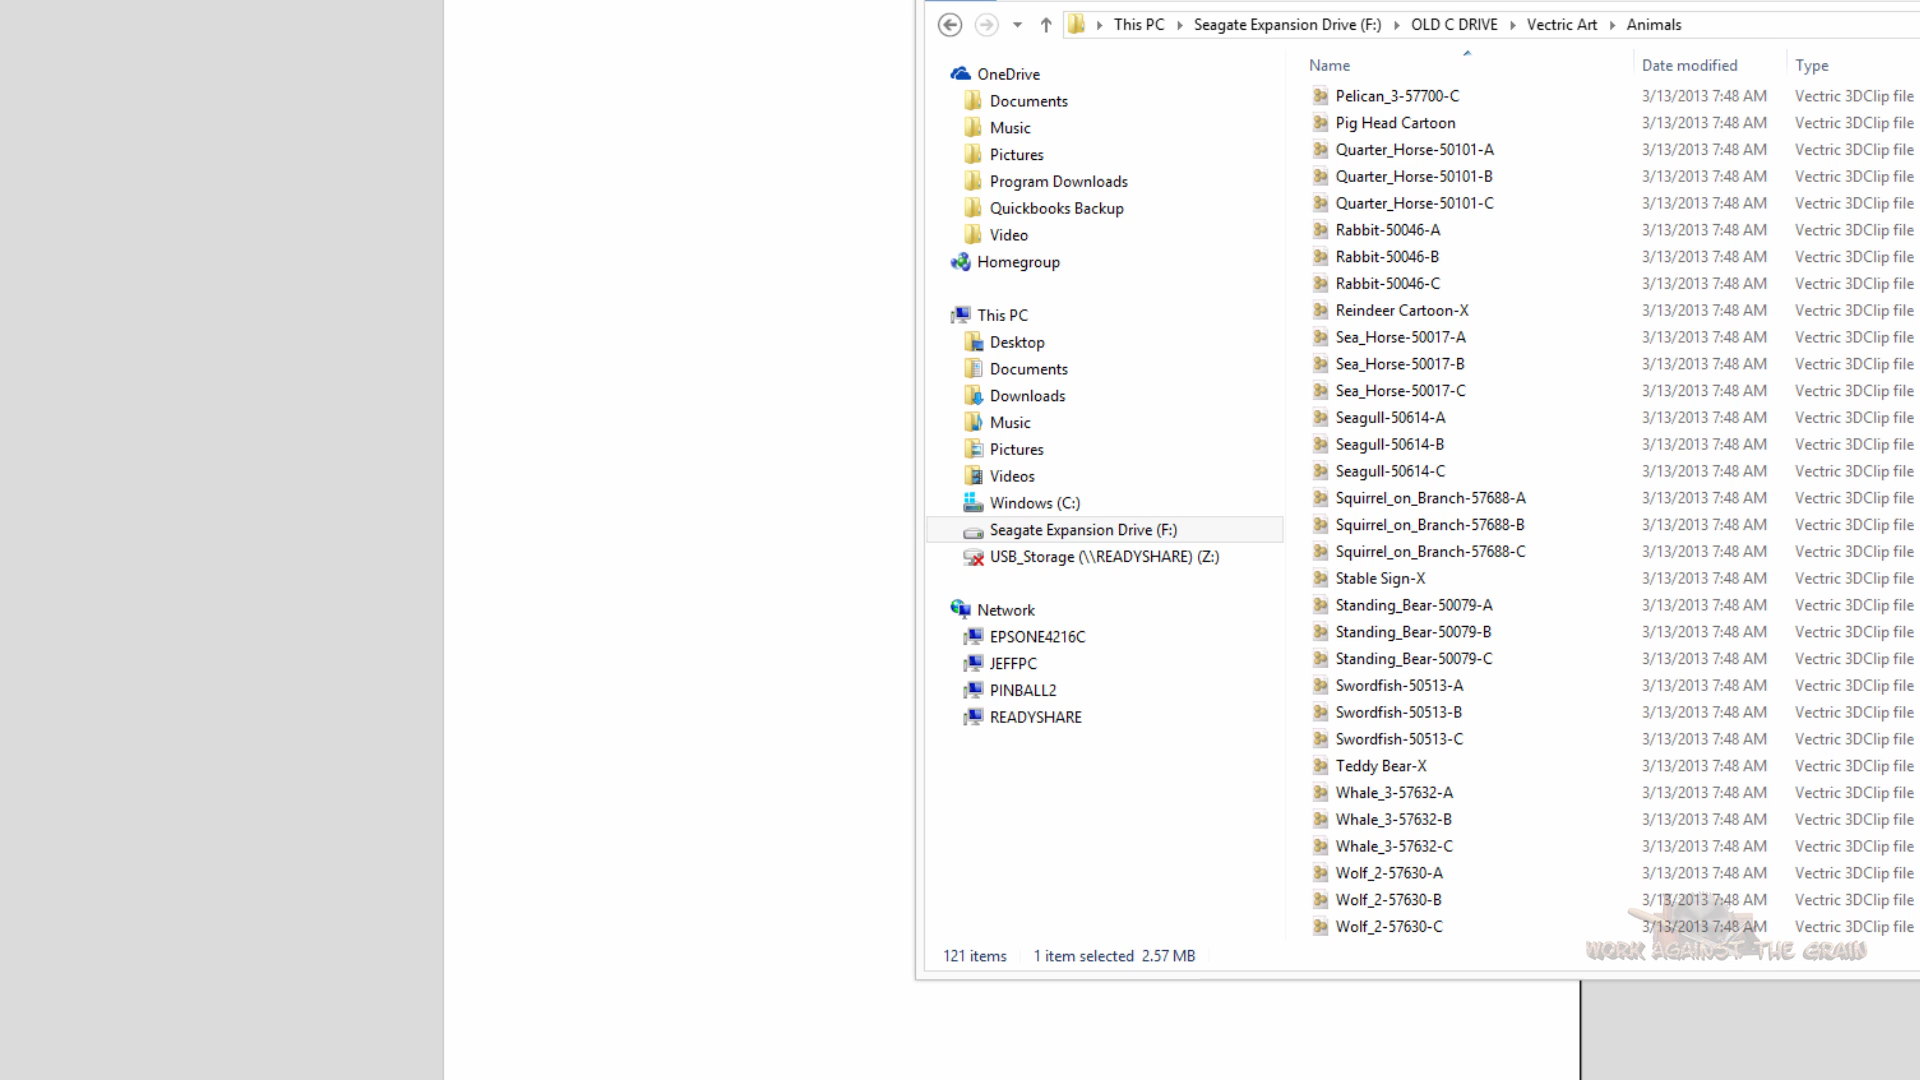 This PC Seagate Expansion Drive (F:) OLD C DRIVE Vectric Art Animals
OneDrive
Documents
Music
Pictures
Program Downloads
Quickbooks Backup
Video
Homegroup
This PC
Desktop
Documents
Downloads
Music
Pictures
Videos
Windows (C:)
Seagate Expansion Drive (F:)
USB_Storage (\\READYSHARE) (Z:)
Network
EPSONE4216C
JEFFPC
PINBALL2
READYSHARE
Name Date modified Type
Pelican_3-57700-C 3/13/2013 7:48 AM Vectric 3DClip file
Pig Head Cartoon 3/13/2013 7:48 AM Vectric 3DClip file
Quarter_Horse-50101-A 3/13/2013 7:48 AM Vectric 3DClip file
Quarter_Horse-50101-B 3/13/2013 7:48 AM Vectric 3DClip file
Quarter_Horse-50101-C 3/13/2013 7:48 AM Vectric 3DClip file
Rabbit-50046-A 3/13/2013 7:48 AM Vectric 3DClip file
Rabbit-50046-B 3/13/2013 7:48 AM Vectric 3DClip file
Rabbit-50046-C 3/13/2013 7:48 AM Vectric 3DClip file
Reindeer Cartoon-X 3/13/2013 7:48 AM Vectric 3DClip file
Sea_Horse-50017-A 3/13/2013 7:48 AM Vectric 3DClip file
Sea_Horse-50017-B 3/13/2013 7:48 AM Vectric 3DClip file
Sea_Horse-50017-C 3/13/2013 7:48 AM Vectric 3DClip file
Seagull-50614-A 3/13/2013 7:48 AM Vectric 3DClip file
Seagull-50614-B 3/13/2013 7:48 AM Vectric 3DClip file
Seagull-50614-C 3/13/2013 7:48 AM Vectric 3DClip file
Squirrel_on_Branch-57688-A 3/13/2013 7:48 AM Vectric 3DClip file
Squirrel_on_Branch-57688-B 3/13/2013 7:48 AM Vectric 3DClip file
Squirrel_on_Branch-57688-C 3/13/2013 7:48 AM Vectric 3DClip file
Stable Sign-X 3/13/2013 7:48 AM Vectric 3DClip file
Standing_Bear-50079-A 3/13/2013 7:48 AM Vectric 3DClip file
Standing_Bear-50079-B 3/13/2013 7:48 AM Vectric 3DClip file
Standing_Bear-50079-C 3/13/2013 7:48 AM Vectric 3DClip file
Swordfish-50513-A 3/13/2013 7:48 AM Vectric 3DClip file
Swordfish-50513-B 3/13/2013 7:48 AM Vectric 3DClip file
Swordfish-50513-C 3/13/2013 7:48 AM Vectric 3DClip file
Teddy Bear-X 3/13/2013 7:48 AM Vectric 3DClip file
Whale_3-57632-A 3/13/2013 7:48 AM Vectric 3DClip file
Whale_3-57632-B 3/13/2013 7:48 AM Vectric 3DClip file
Whale_3-57632-C 3/13/2013 7:48 AM Vectric 3DClip file
Wolf_2-57630-A 3/13/2013 7:48 AM Vectric 3DClip file
Wolf_2-57630-B 3/13/2013 7:48 AM Vectric 3DClip file
Wolf_2-57630-C 3/13/2013 7:48 AM Vectric 3DClip file
WORK AGAINST THE GRAIN
121 items 1 item selected 2.57 MB